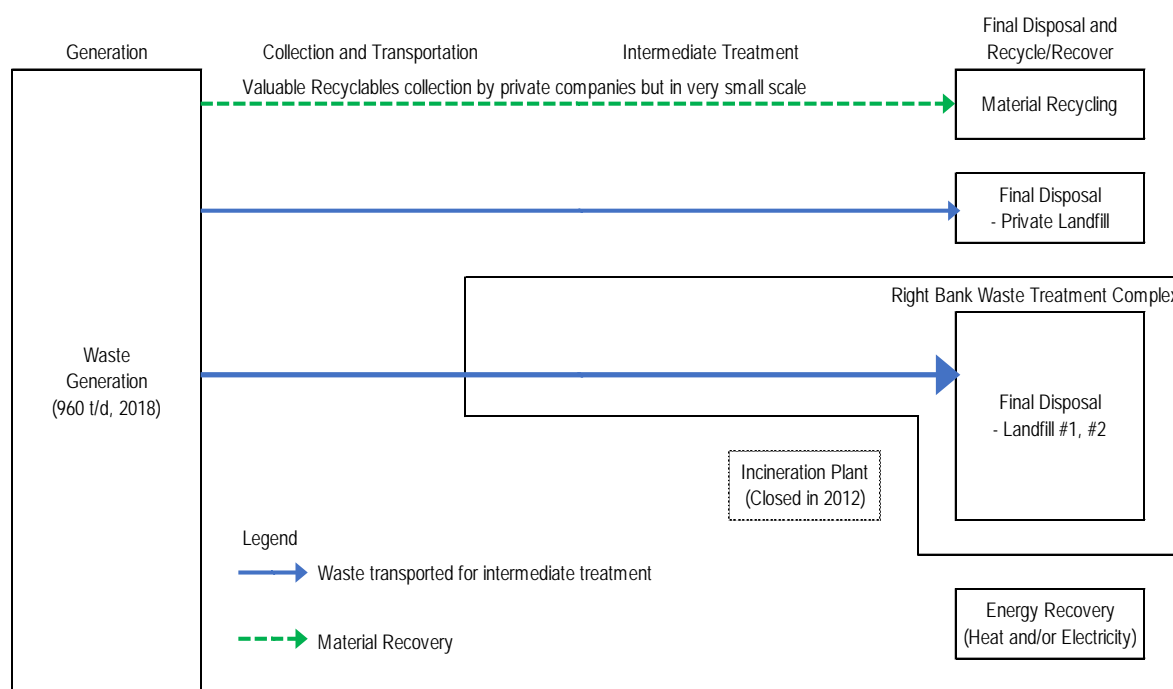 Generation
Collection and Transportation
Intermediate Treatment
Final Disposal and
Recycle/Recover
Valuable Recyclables collection by private companies but in very small scale
Material Recycling
Final Disposal
- Private Landfill
Right Bank Waste Treatment Complex
Waste
Generation
(960 t/d, 2018)
Final Disposal
- Landfill #1, #2
Incineration Plant
(Closed in 2012)
Legend
Waste transported for intermediate treatment
Material Recovery
Energy Recovery
(Heat and/or Electricity)